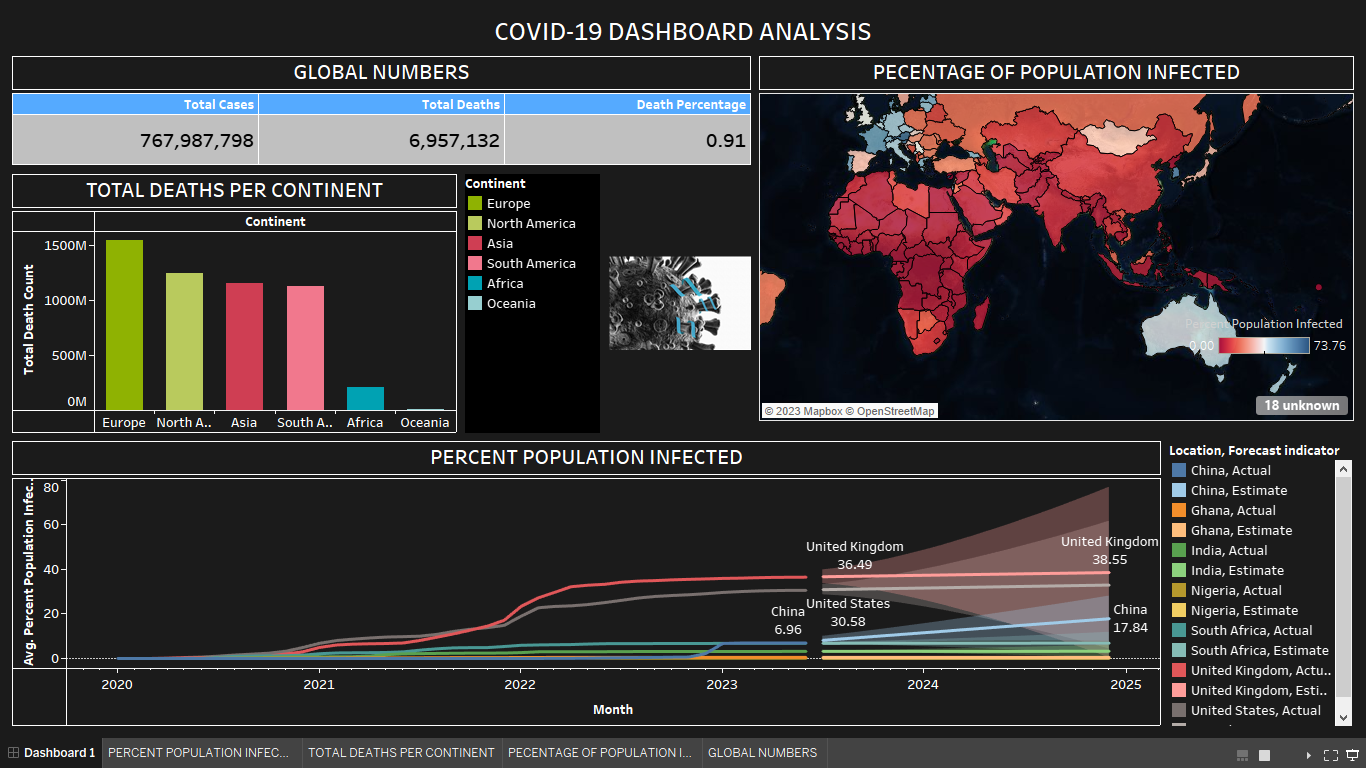 COVID-19 DASHBOARD ANALYSIS
GLOBAL NUMBERS
Total Cases Total Deaths Death Percentage
767,987,798 6,957,132 0.91
PECENTAGE OF POPULATION INFECTED
Percent Population Infected
0.00 73.76
18 unknown
© 2023 Mapbox © OpenStreetMap
TOTAL DEATHS PER CONTINENT
Continent
Total Death Count
1500M
1000M
500M
0M
Europe North A.. Asia South A.. Africa Oceania
Continent
Europe
North America
Asia
South America
Africa
Oceania
PERCENT POPULATION INFECTED
Avg. Percent Population Infec..
80
60
40
20
0
United Kingdom
36.49
United Kingdom
38.55
China
6.96
United States
30.58
China
17.84
2020 2021 2022 2023 2024 2025
Month
Location, Forecast indicator
China, Actual
China, Estimate
Ghana, Actual
Ghana, Estimate
India, Actual
India, Estimate
Nigeria, Actual
Nigeria, Estimate
South Africa, Actual
South Africa, Estimate
United Kingdom, Actu..
United Kingdom, Esti..
United States, Actual
Dashboard 1 PERCENT POPULATION INFEC... TOTAL DEATHS PER CONTINENT PECENTAGE OF POPULATION I... GLOBAL NUMBERS